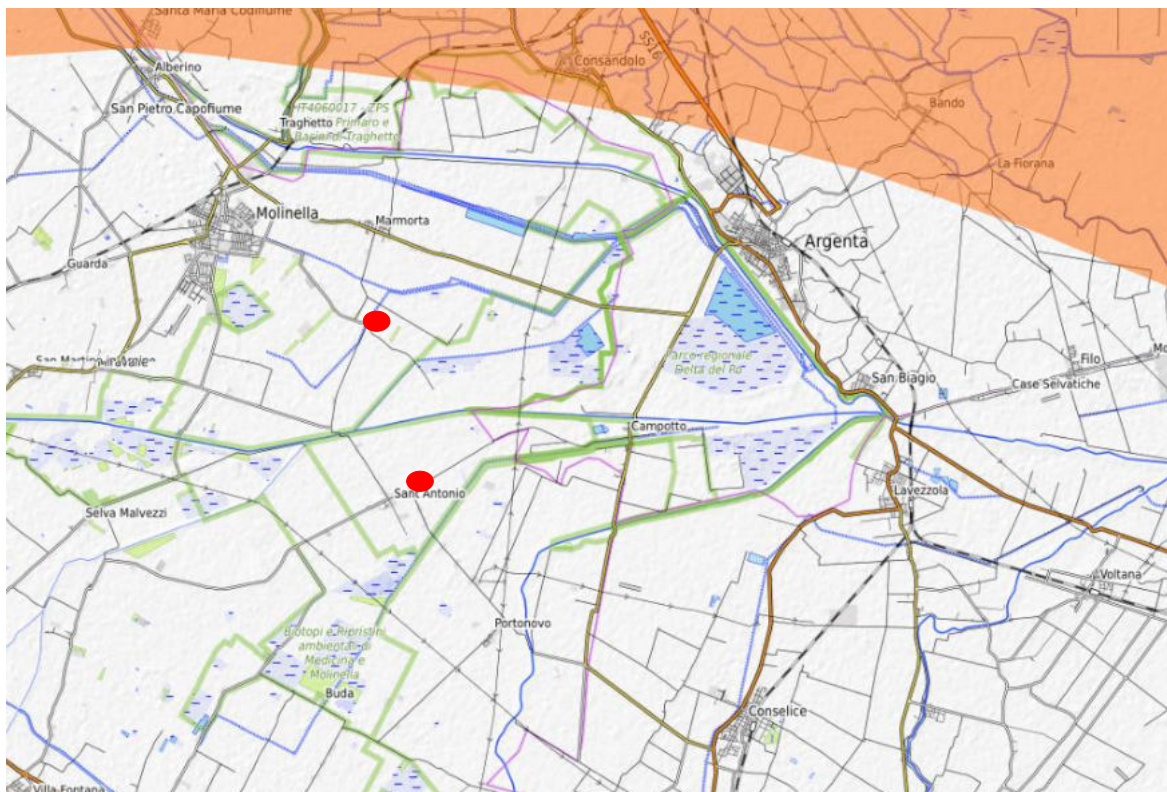 Santa Maria Codifiume
Alberino
San Pietro Capofiume
Consandolo
SS16
Bando
La Fiorana
IT4060017 - ZPS
Primaro e
Bacini di Traghetto
Traghetto
Molinella
Marmorta
Argenta
Guarda
Parco regionale
Delta del Po
San Biagio
Filo
Case Selvatiche
Campotto
Sant'Antonio
Lavezzola
Selva Malvezzi
Voltana
Portonovo
Biotopi e Ripristini
ambientali di
Medicina e
Molinella
Buda
Conselice
Villa Fontana